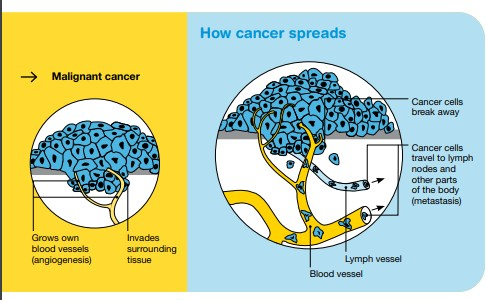 How cancer spreads
Malignant cancer
Grows own
blood vessels
(angiogenesis)
Invades
surrounding
tissue
Cancer cells
break away
Cancer cells
travel to lymph
nodes and
other parts
of the body
(metastasis)
Lymph vessel
Blood vessel